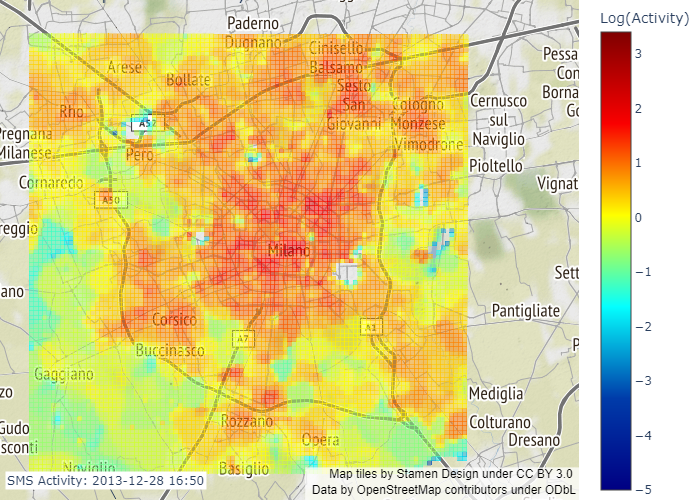 Log(Activity)
3
2
1
0
−1
−2
−3
−4
−5
Paderno
Dugnano
Cinisello
Balsamo
Arese
Bollate
Sesto
San
Giovanni
Cologno
Monzese
Cernusco
sul
Naviglio
Pessa
Con
Borna
Go
Rho
A52
Pregnana
Milanese
Pero
Vimodrone
Pioltello
Cornaredo
Vignat
A50
reggio
Milano
Sett
ano
Pantigliate
Corsico
A7
A1
P
Buccinasco
Gaggiano
zo
Mediglia
Rozzano
Colturano
Gudo
sconti
Opera
Dresano
Noviglio
Basiglio
SMS Activity: 2013-12-28 16:50
Map tiles by Stamen Design under CC BY 3.0
Data by OpenStreetMap contributors under ODbL